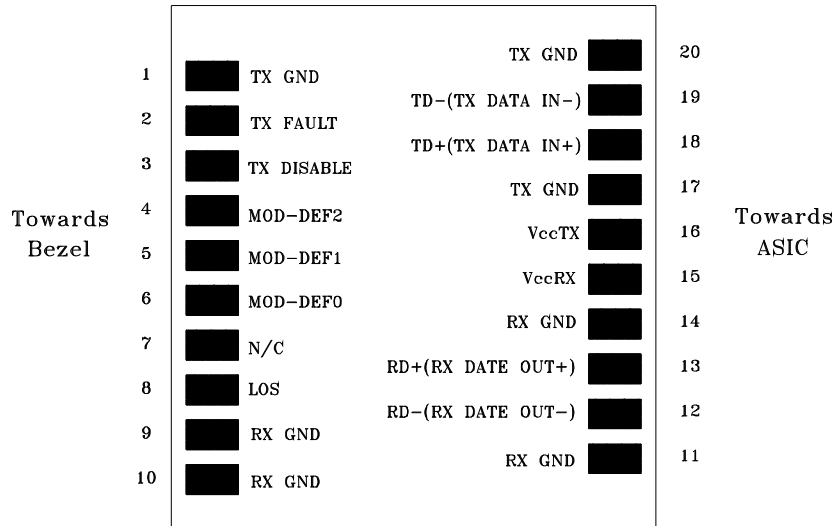 1 TX GND
2 TX FAULT
3 TX DISABLE
4 MOD-DEF2
5 MOD-DEF1
6 MOD-DEF0
7 N/C
8 LOS
9 RX GND
10 RX GND
Towards
Bezel
TX GND 20
TD-(TX DATA IN-) 19
TD+(TX DATA IN+) 18
TX GND 17
VccTX 16
VccRX 15
RX GND 14
RD+(RX DATE OUT+) 13
RD-(RX DATE OUT-) 12
RX GND 11
Towards
ASIC